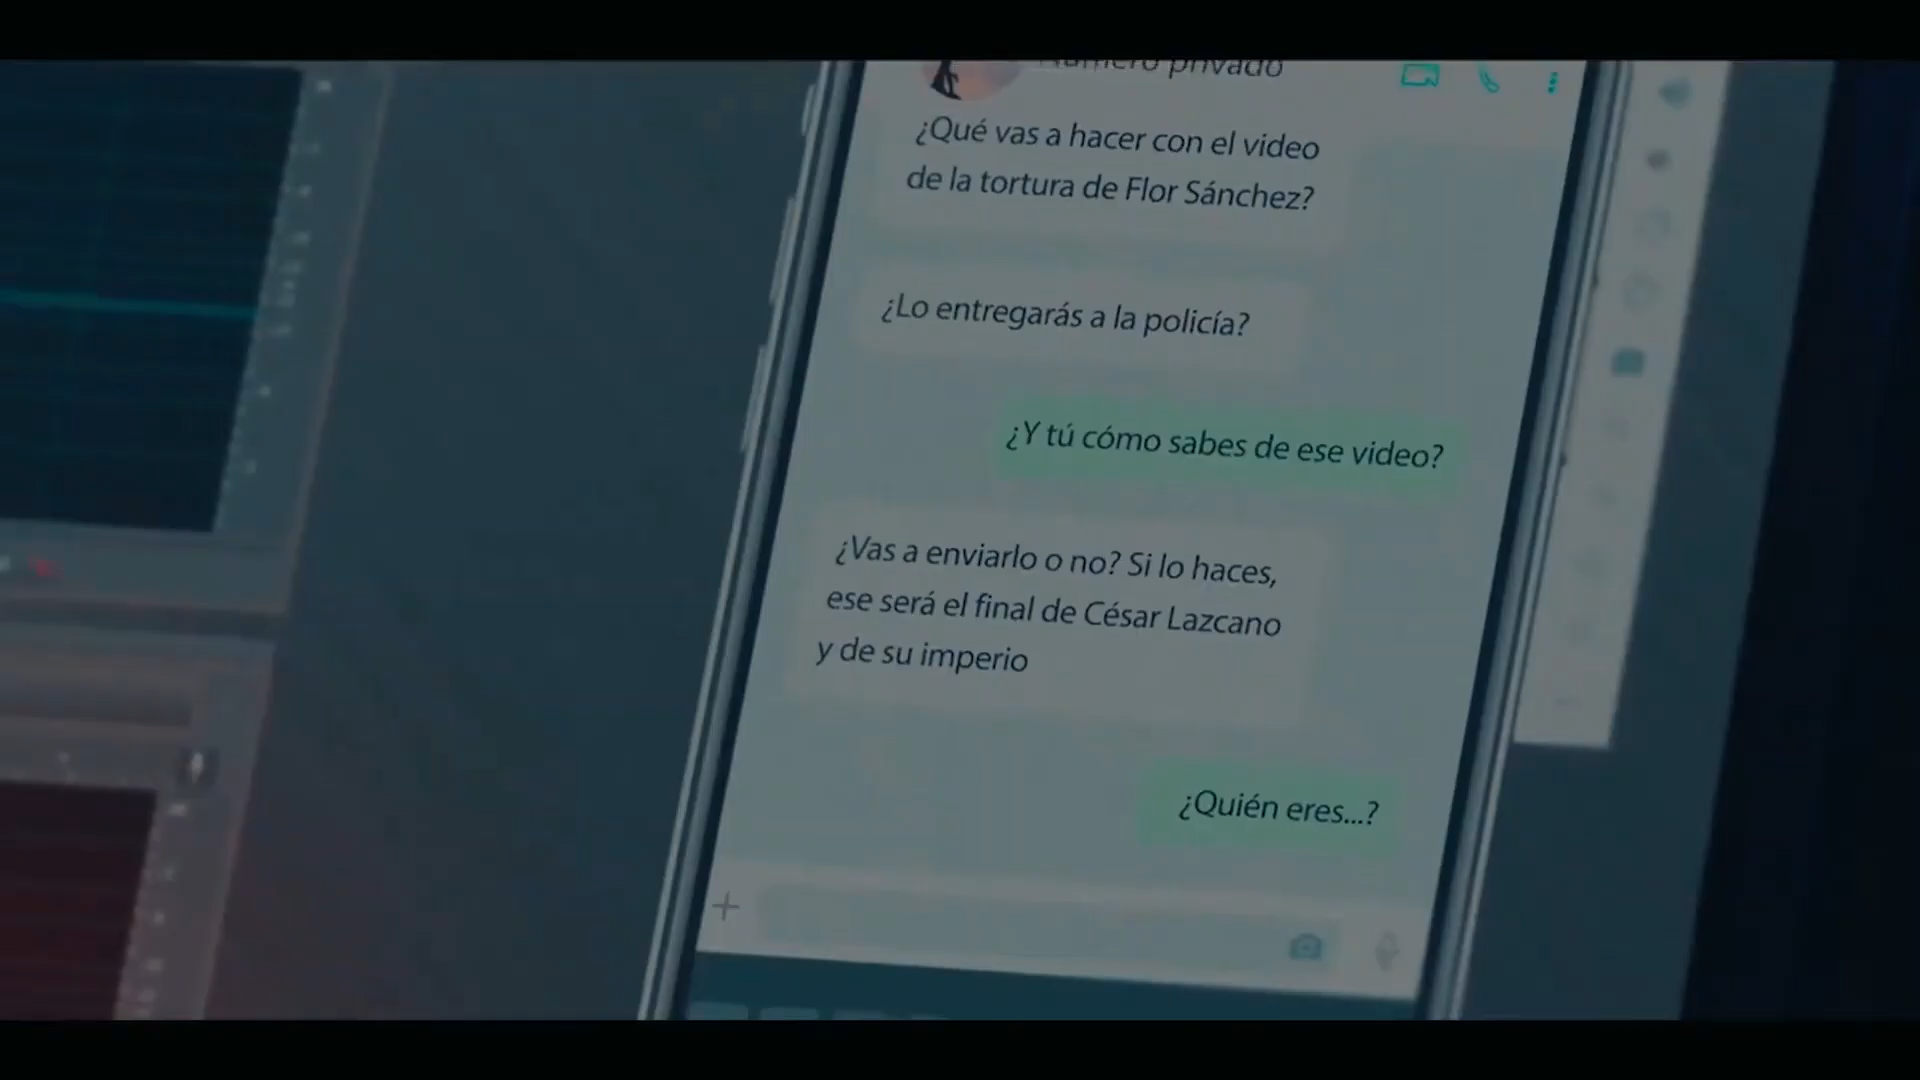 Número privado
¿Qué vas a hacer con el video
de la tortura de Flor Sánchez?
¿Lo entregarás a la policía?
¿Y tú cómo sabes de ese video?
¿Vas a enviarlo o no? Si lo haces,
ese será el final de César Lazcano
y de su imperio
¿Quién eres...?